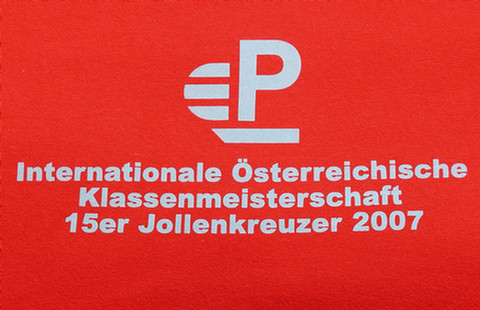 P
Internationale Österreichische
Klassenmeisterschaft
15er Jollenkreuzer 2007